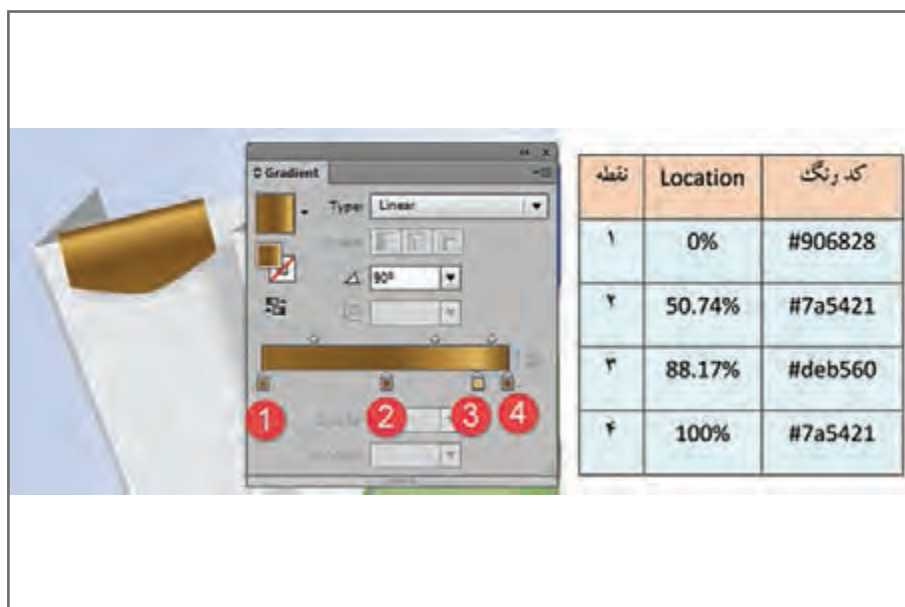 Gradient
Type: Linear
90°
1 2 3 4
نقطه Location کد رنگ
۱ 0% #906828
۲ 50.74% #7a5421
۳ 88.17% #deb560
۴ 100% #7a5421